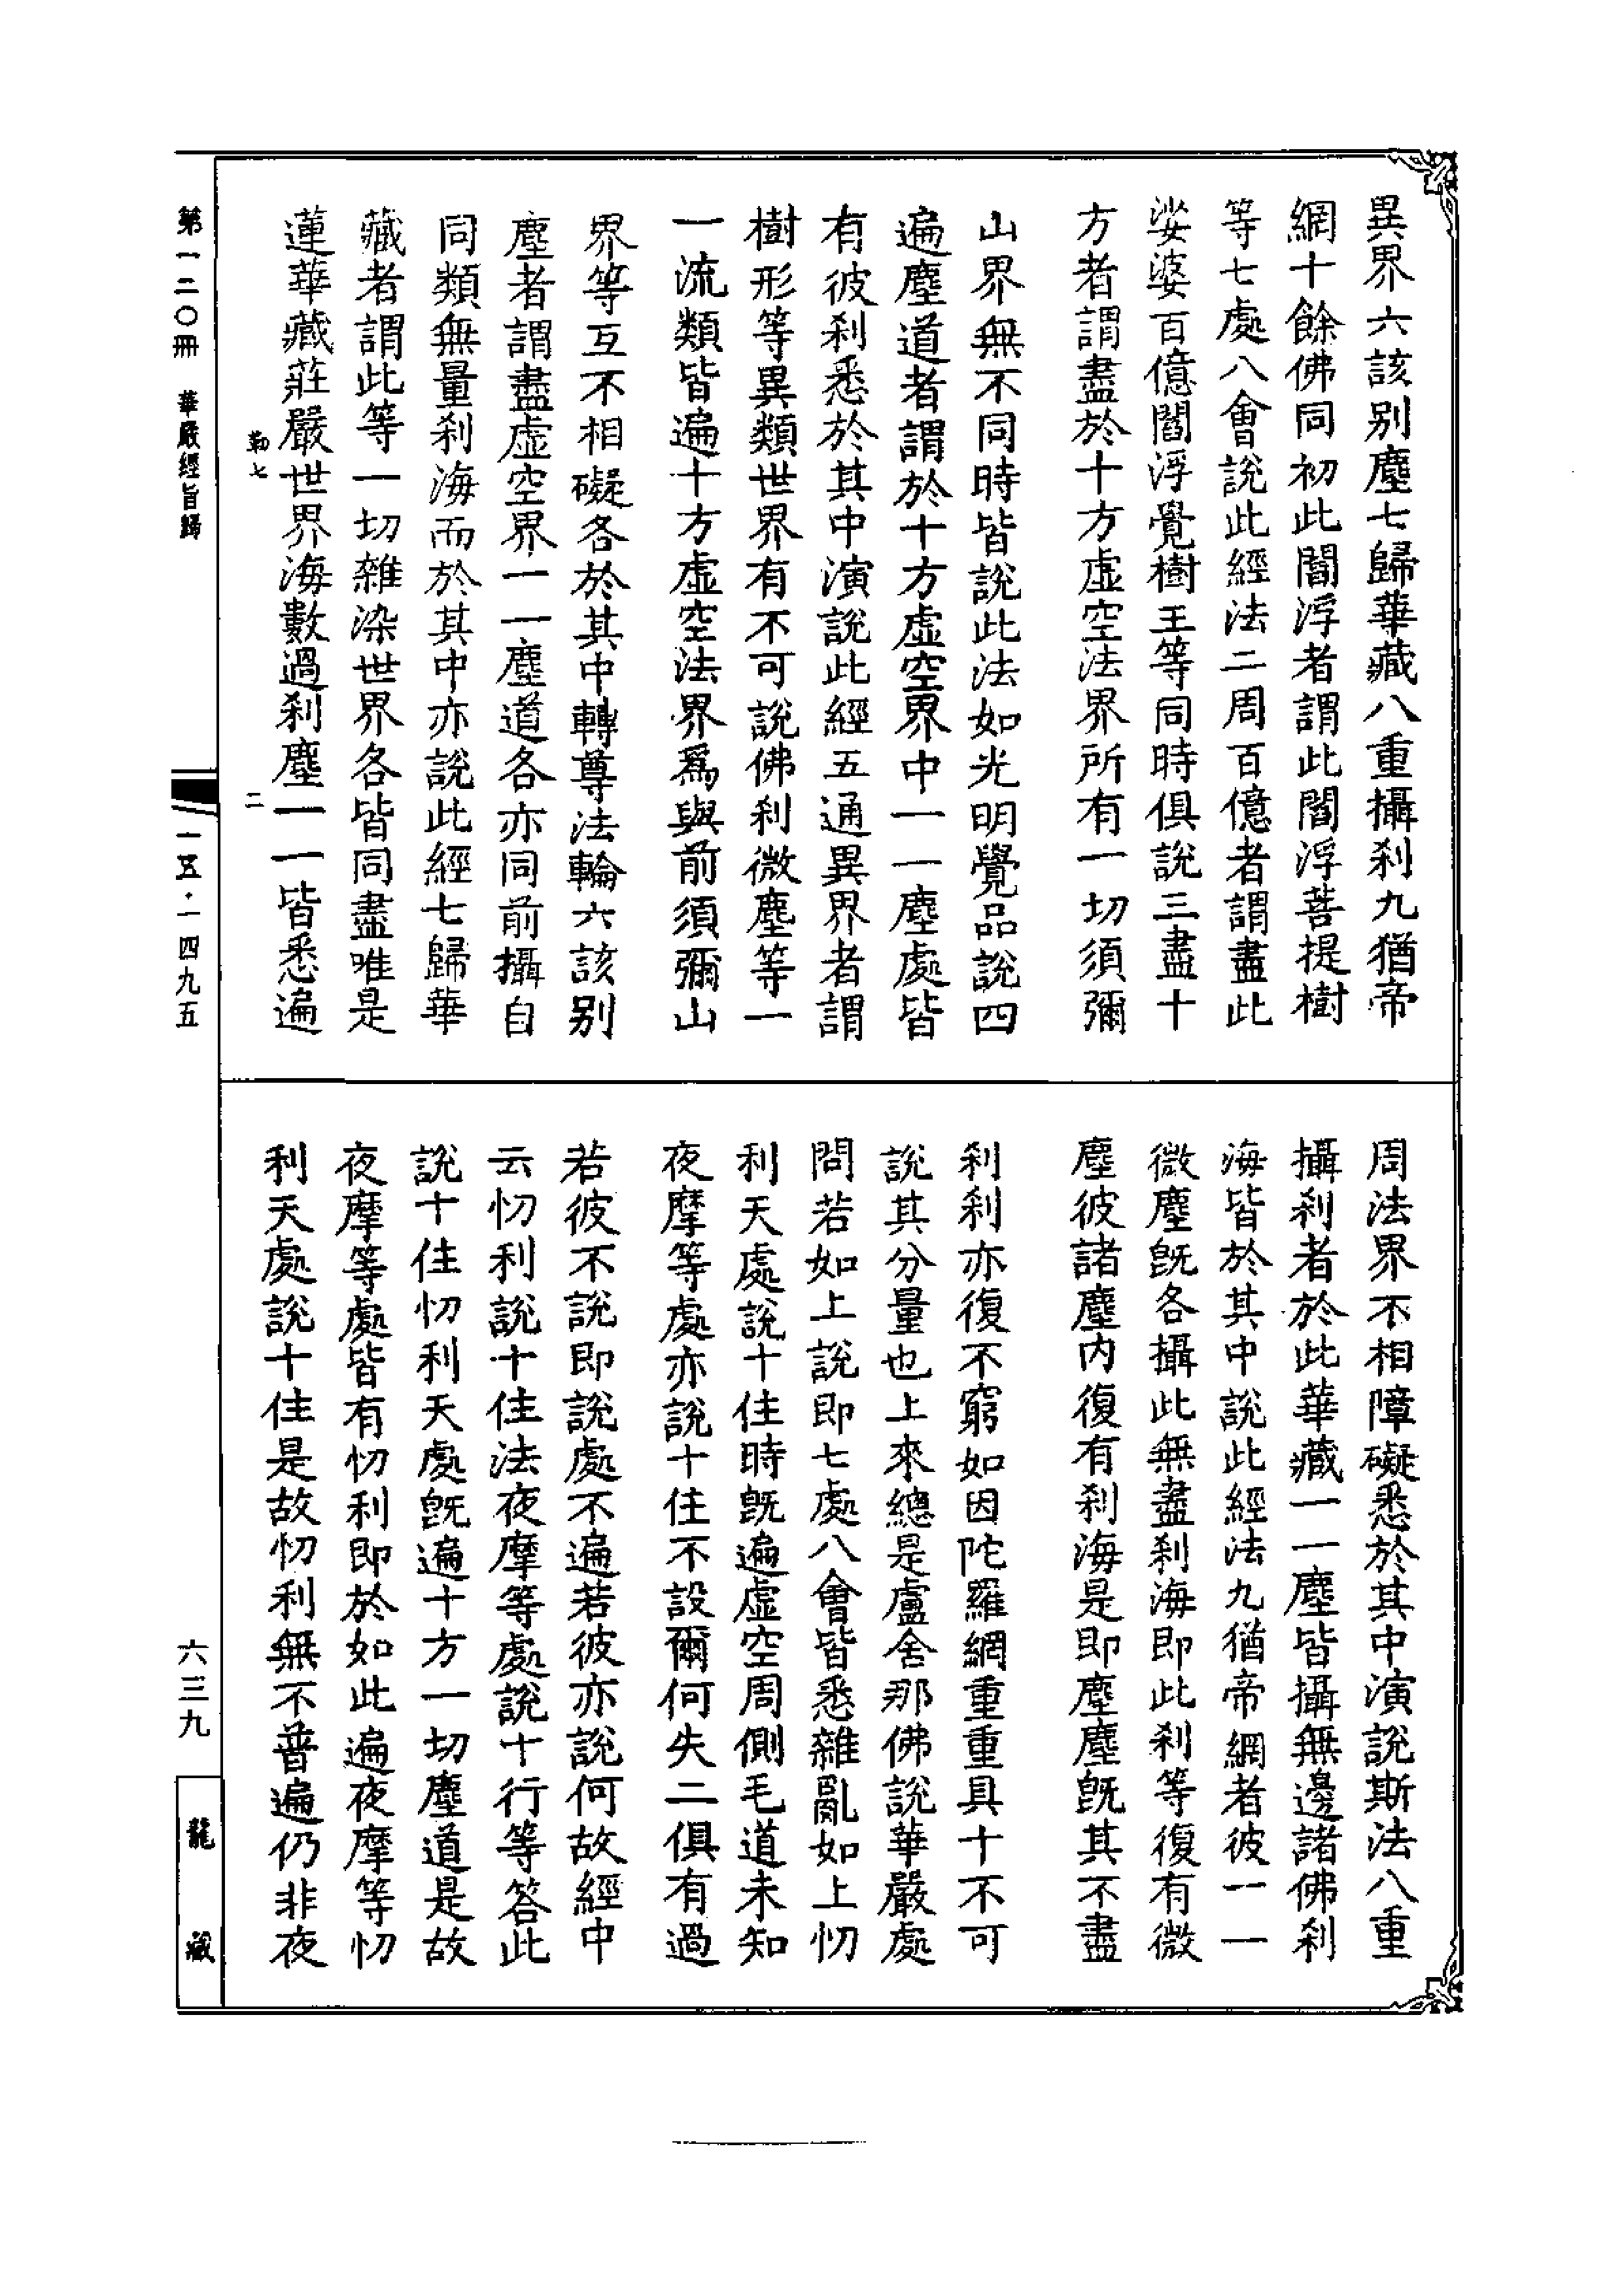 異界六該別塵七歸華藏八重攝剎九猶帝
網十餘佛同初此閻浮者謂此閻浮菩提樹
等七處八會說此經法二周百億者謂盡此
娑婆百億閻浮覺樹王等同時俱說三盡十
方者謂盡於十方虛空法界所有一切須彌
山界無不同時皆說此法如光明覺品說四
遍塵道者謂於十方虛空界中一一塵處皆
有彼剎悉於其中演說此經五通異界者謂
樹形等異類世界有不可說佛剎微塵等一
一流類皆遍十方虛空法界為與前須彌山
界等互不相礙各於其中轉尊法輪六該別
塵者謂盡虛空界一一塵道各亦同前攝自
同類無量剎海而於其中亦說此經七歸華
藏者謂此等一切雜染世界各皆同盡唯是
蓮華藏莊嚴世界海數過剎塵一一皆悉遍
周法界不相障礙悉於其中演說斯法八重
攝剎者於此華藏一一塵皆攝無邊諸佛剎
海皆於其中說此經法九猶帝網者彼一一
微塵既各攝此無盡剎海即此剎等復有微
塵彼諸塵內復有剎海是即塵塵既其不盡
剎剎亦復不窮如因陀羅網重重具十不可
說其分量也上來總是盧舍那佛說華嚴處
問若如上說即七處八會皆悉雜亂如上忉
利天處說十住時既遍虛空周側毛道未知
夜摩等處亦說十住不設爾何失二俱有過
若彼不說即說處不遍若彼亦說何故經中
云忉利說十住法夜摩等處說十行等答此
說十住忉利天處既遍十方一切塵道是故
夜摩等處皆有忉利即於如此遍夜摩等忉
利天處說十住是故忉利無不普遍仍非夜
勒七
二
第一二〇冊 華嚴經旨歸
一五·一四九五
六三九
龍藏